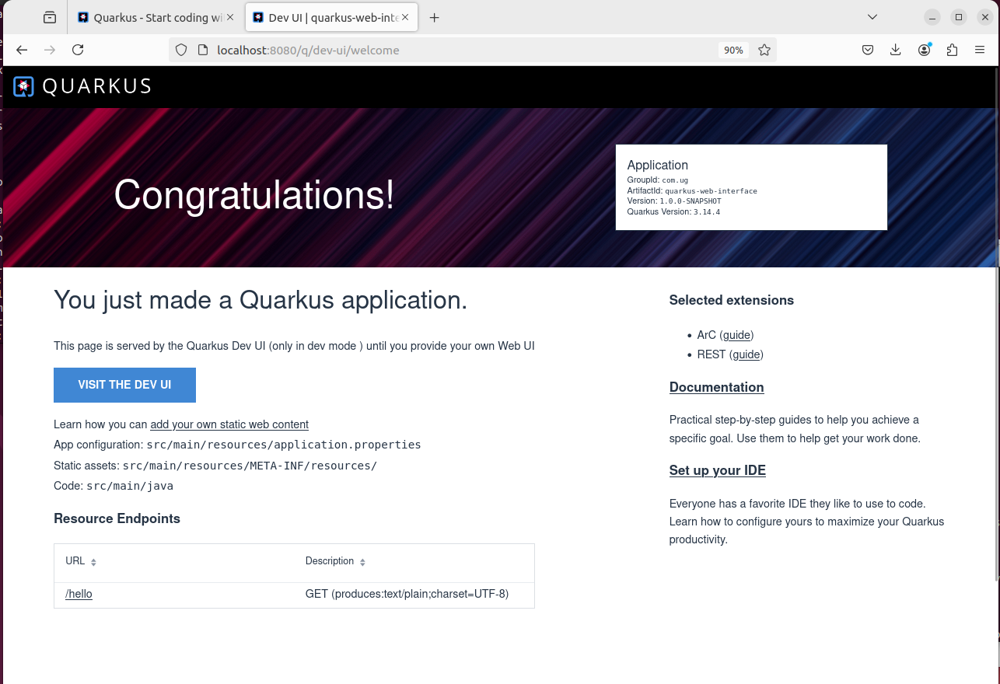 Quarkus - Start coding wi
Dev UI | quarkus-web-inte
localhost:8080/q/dev-ui/welcome
90%
QUARKUS
Congratulations!
Application
GroupId: com.ug
ArtifactId: quarkus-web-interface
Version: 1.0.0-SNAPSHOT
Quarkus Version: 3.14.4
You just made a Quarkus application.
This page is served by the Quarkus Dev UI (only in dev mode ) until you provide your own Web UI
VISIT THE DEV UI
Learn how you can add your own static web content
App configuration: src/main/resources/application.properties
Static assets: src/main/resources/META-INF/resources/
Code: src/main/java
Resource Endpoints
URL Description
/hello GET (produces:text/plain;charset=UTF-8)
Selected extensions
• ArC (guide)
• REST (guide)
Documentation
Practical step-by-step guides to help you achieve a
specific goal. Use them to help get your work done.
Set up your IDE
Everyone has a favorite IDE they like to use to code.
Learn how to configure yours to maximize your Quarkus
productivity.